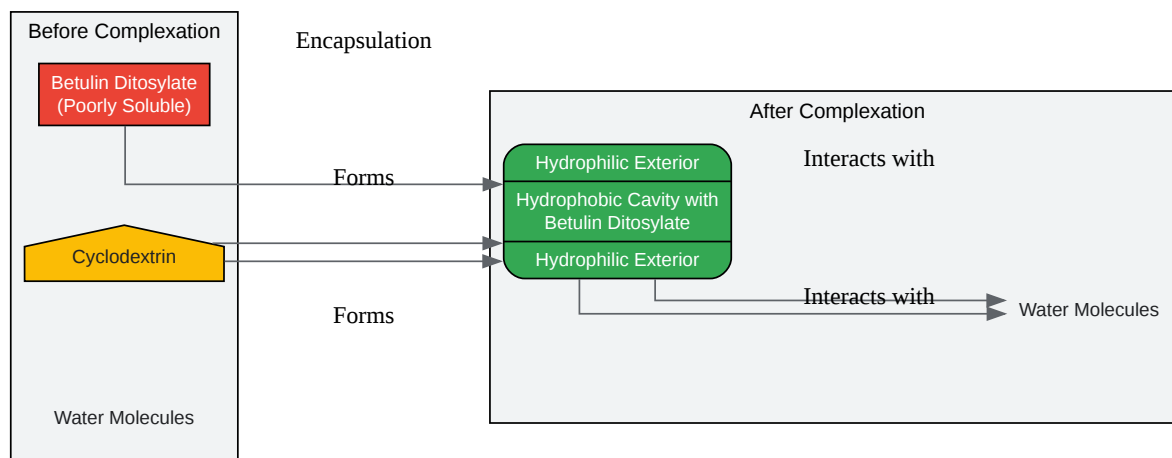 Before Complexation
Encapsulation
Betulin Ditosylate
(Poorly Soluble)
After Complexation
Hydrophilic Exterior
Interacts with
Forms
Hydrophobic Cavity with
Betulin Ditosylate
Cyclodextrin
Hydrophilic Exterior
Interacts with
Water Molecules
Forms
Water Molecules